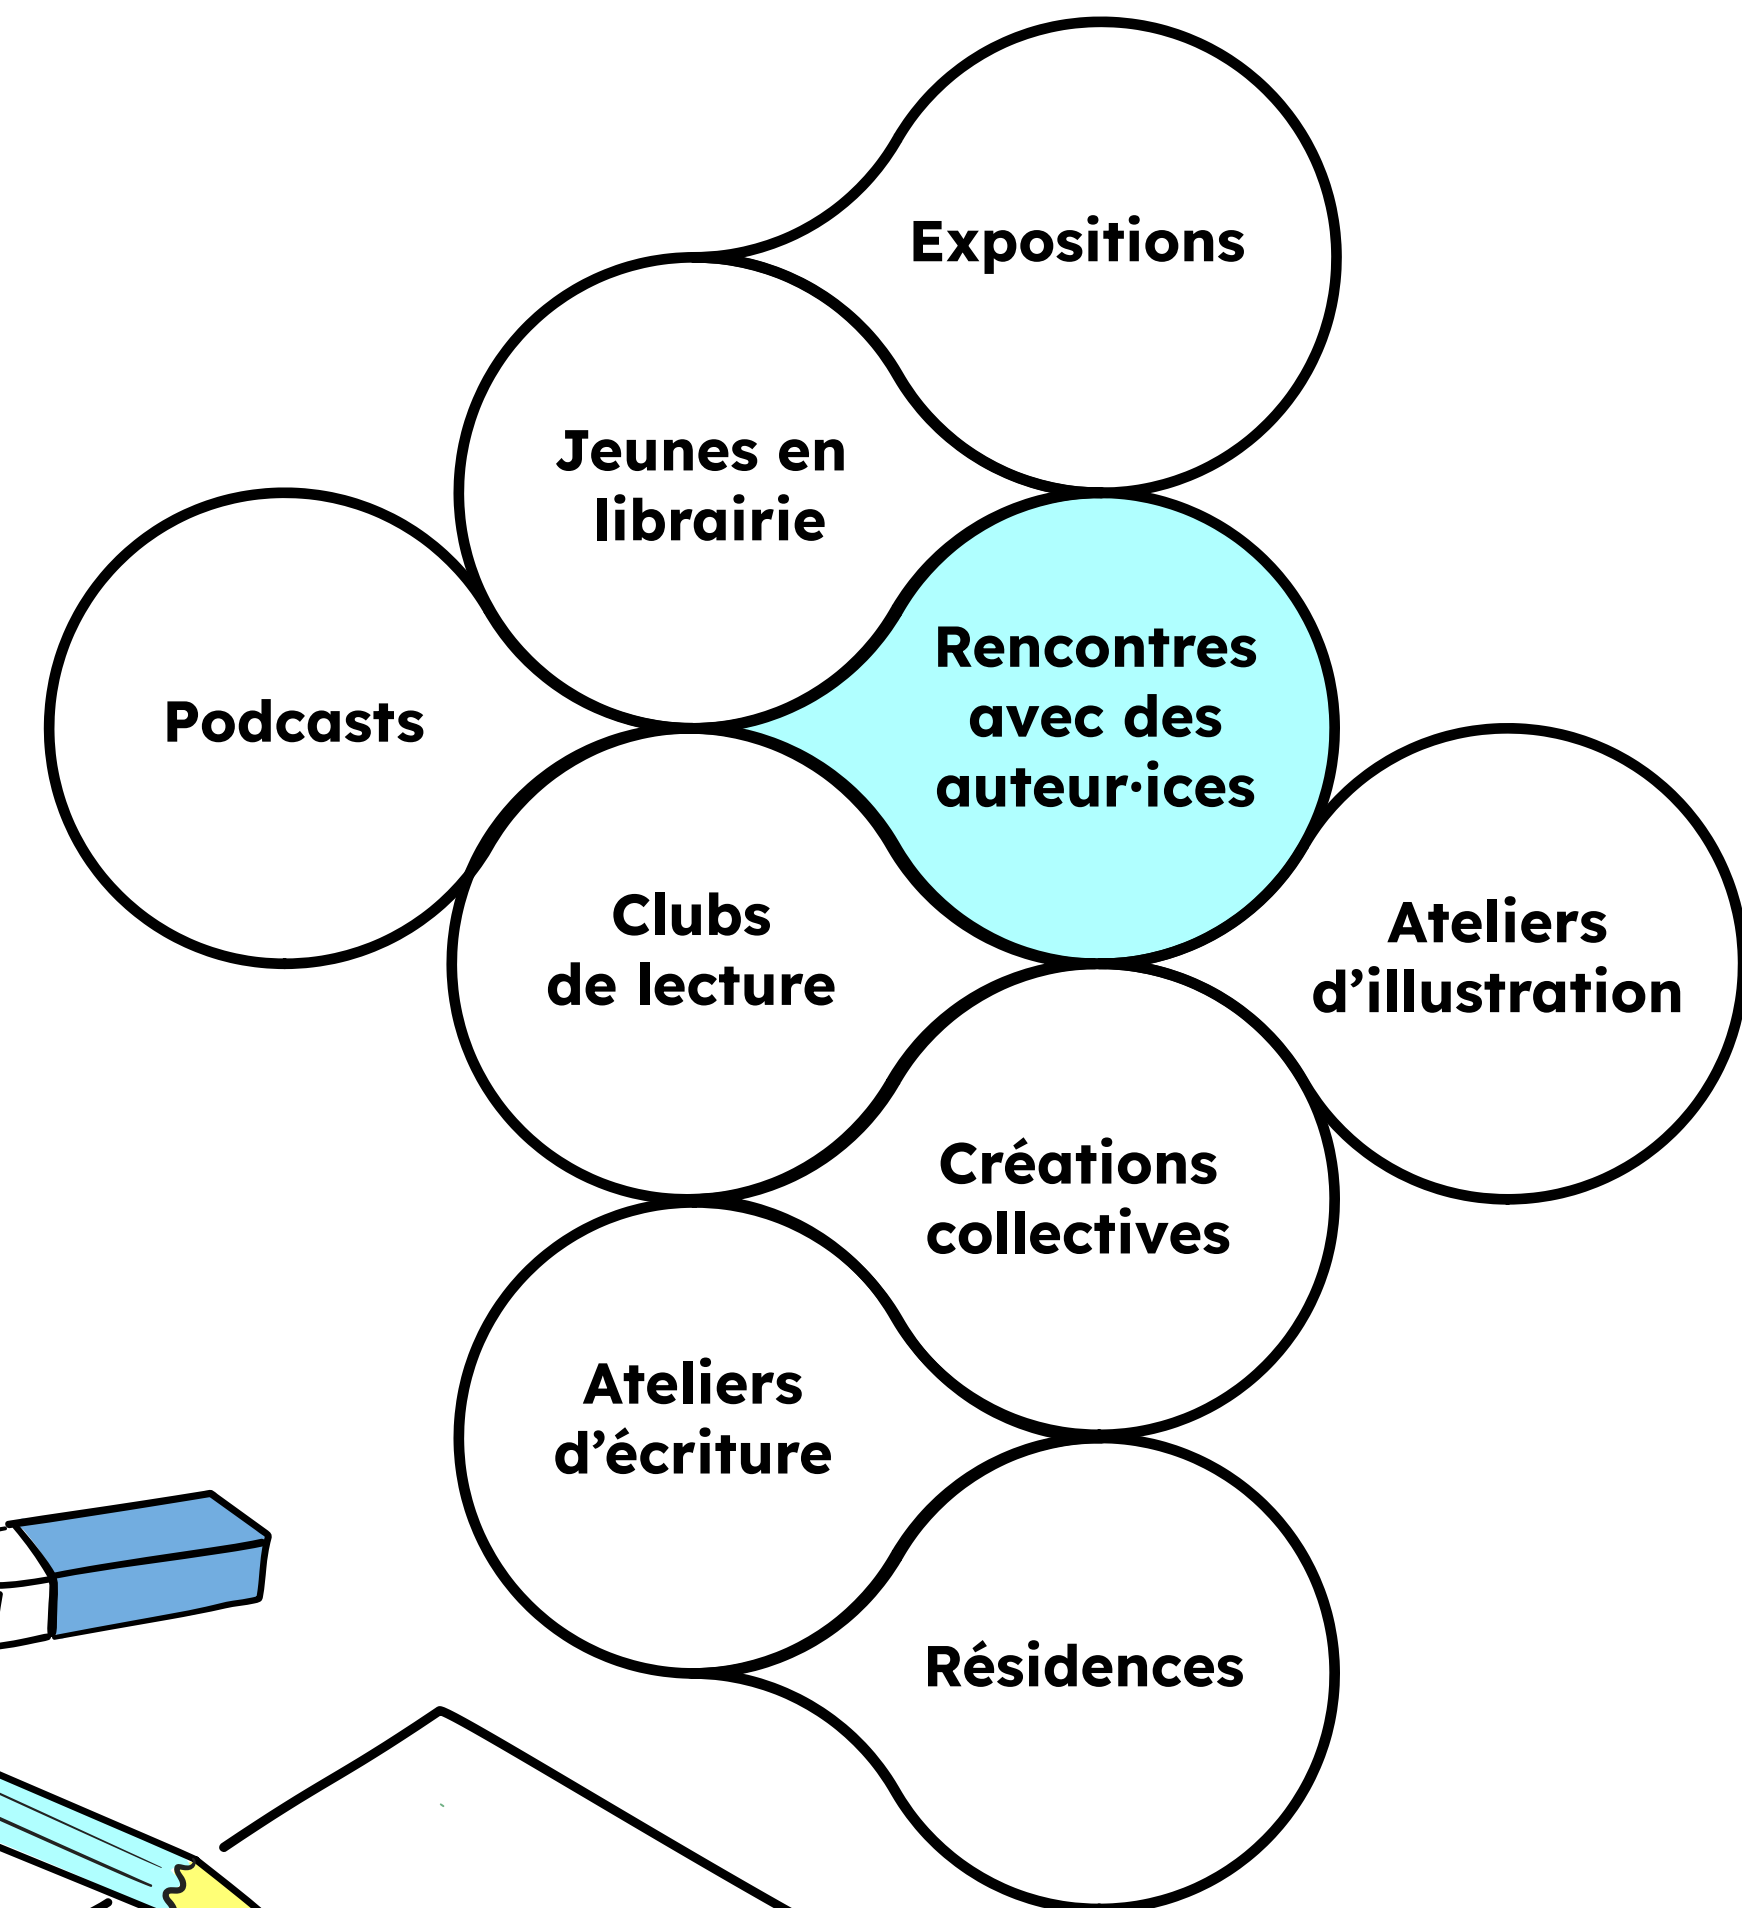 Expositions
Jeunes en
librairie
Rencontres
avec des
auteur·ices
Podcasts
Clubs
de lecture
Ateliers
d’illustration
Créations
collectives
Ateliers
d’écriture
Résidences